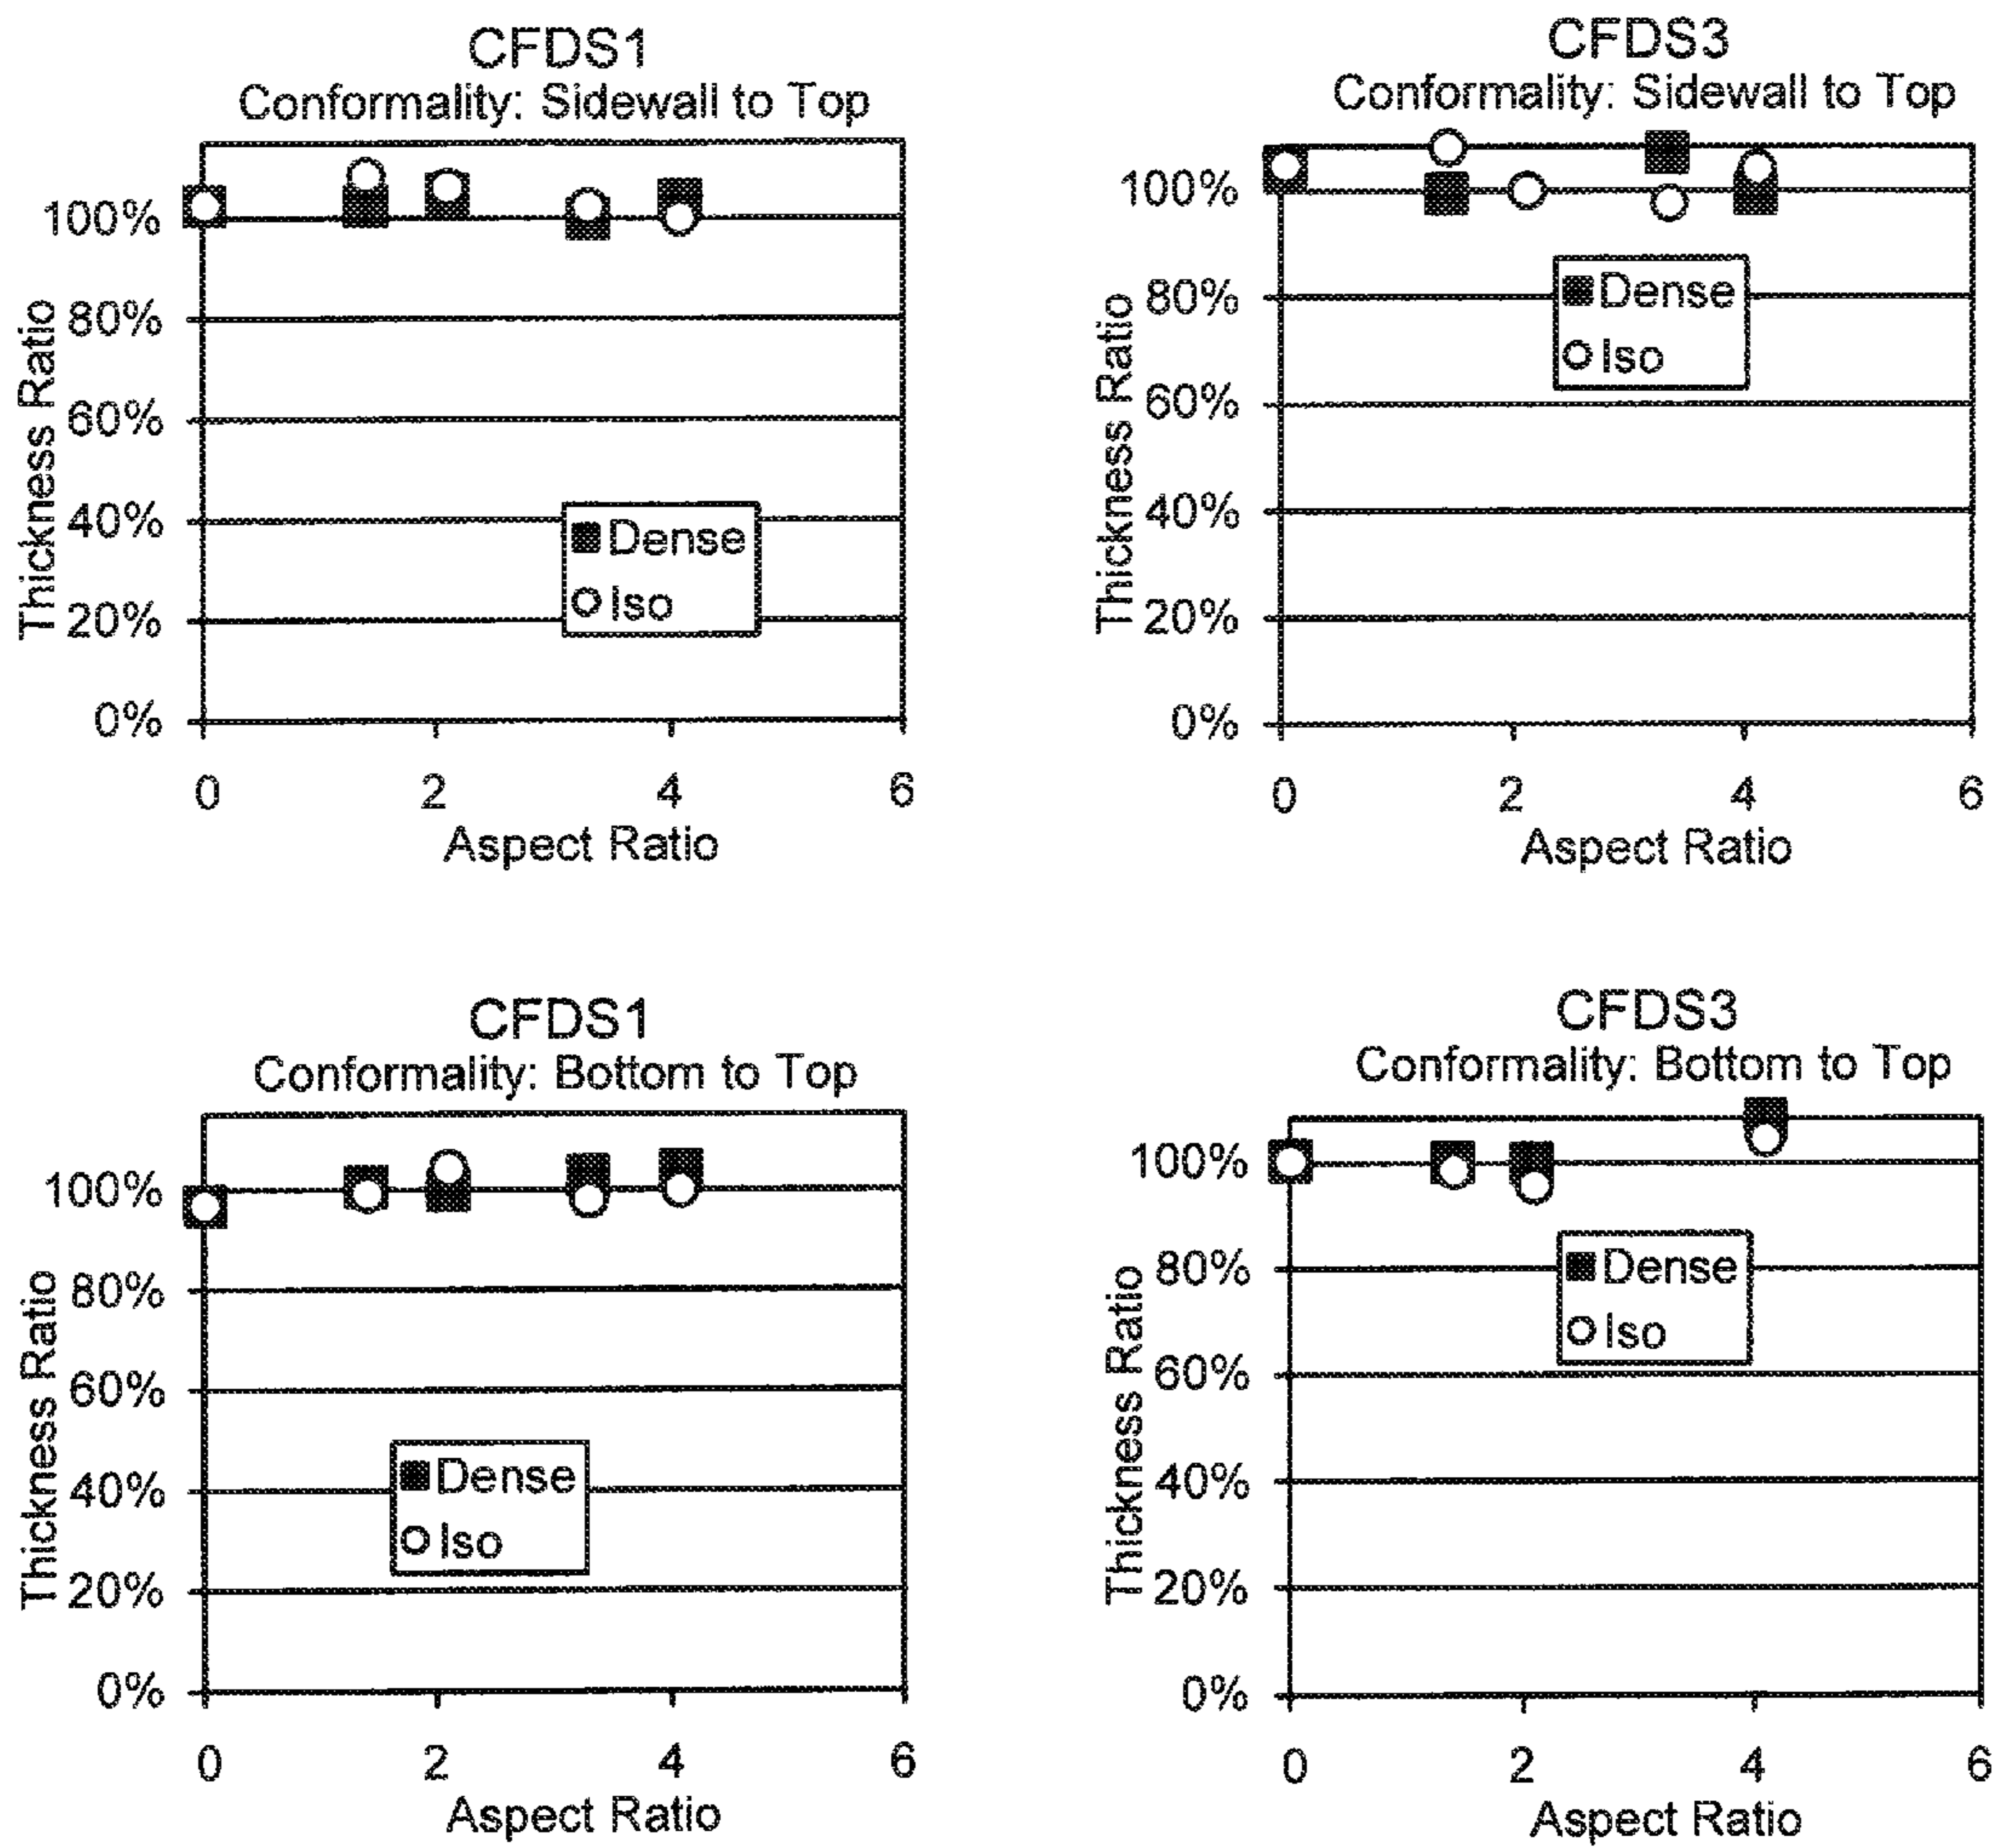 CFDS1
Conformality: Sidewall to Top
100%
80%
60%
40%
20%
0%
Thickness Ratio
Dense
Iso
0 2 4 6
Aspect Ratio
CFDS3
Conformality: Sidewall to Top
100%
80%
60%
40%
20%
0%
Thickness Ratio
Dense
Iso
0 2 4 6
Aspect Ratio
CFDS1
Conformality: Bottom to Top
100%
80%
60%
40%
20%
0%
Thickness Ratio
Dense
Iso
0 2 4 6
Aspect Ratio
CFDS3
Conformality: Bottom to Top
100%
80%
60%
40%
20%
0%
Thickness Ratio
Dense
Iso
0 2 4 6
Aspect Ratio